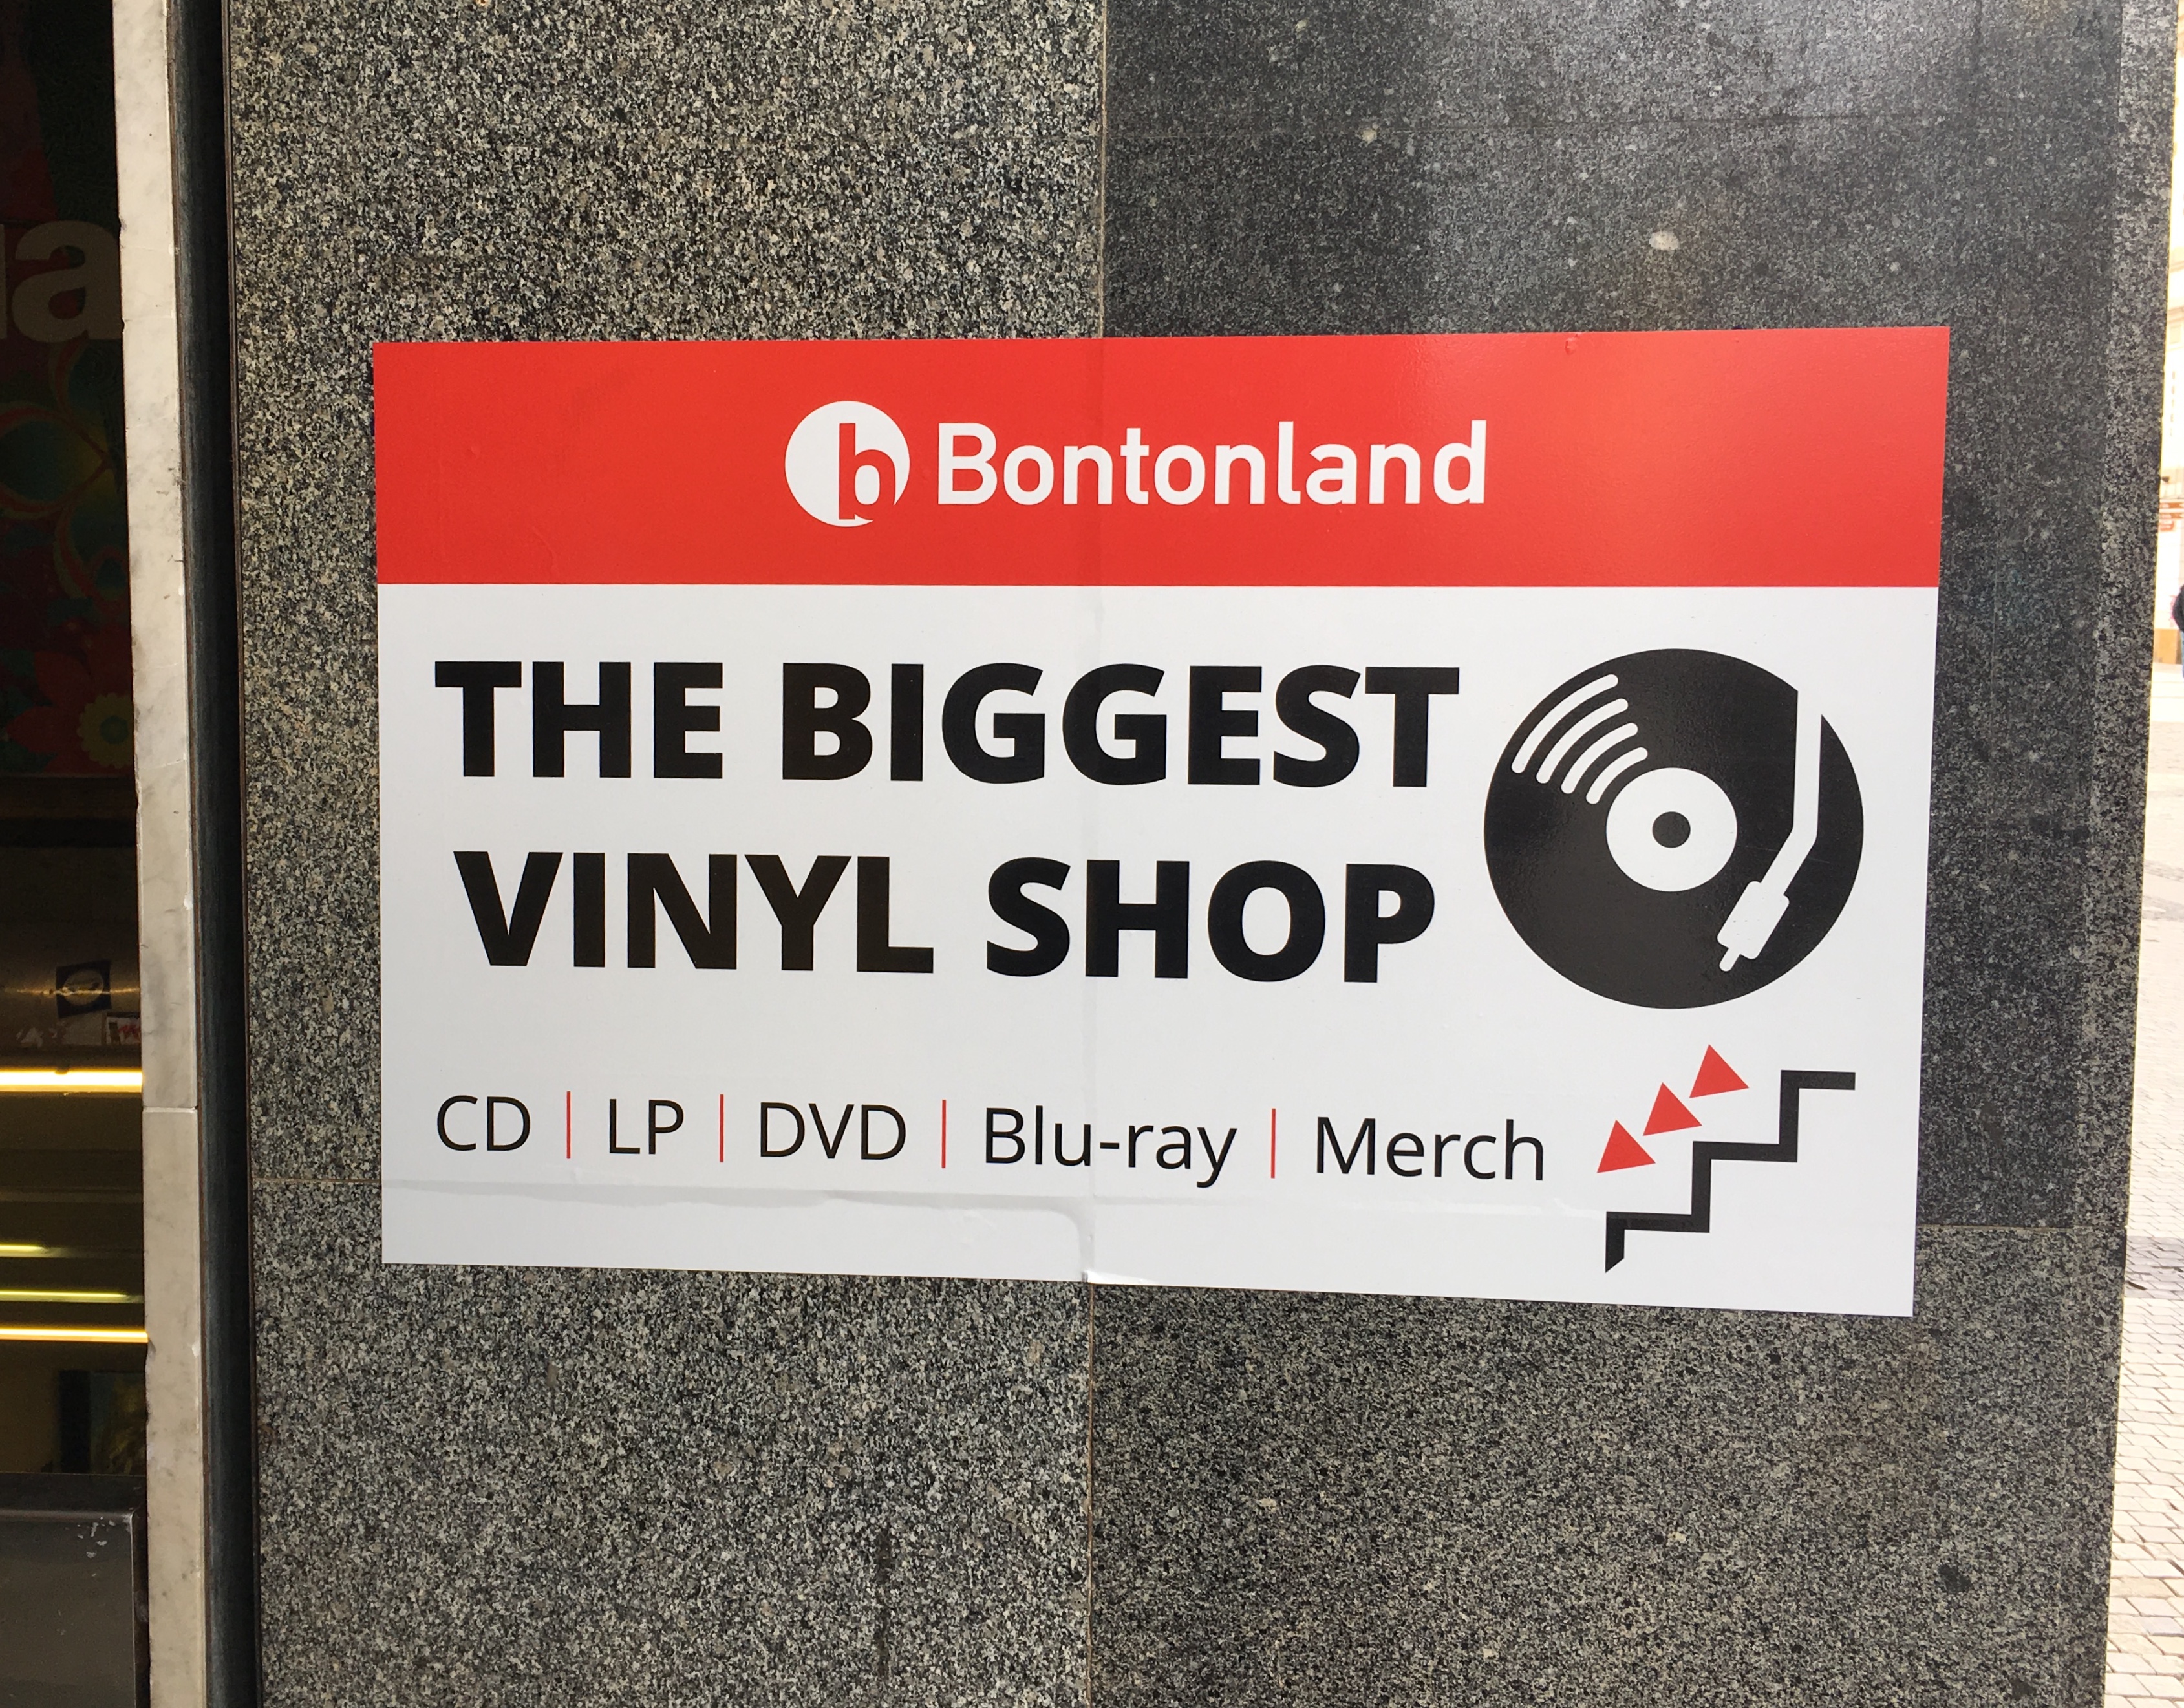 Bontonland
THE BIGGEST
VINYL SHOP
CD | LP | DVD | Blu-ray | Merch